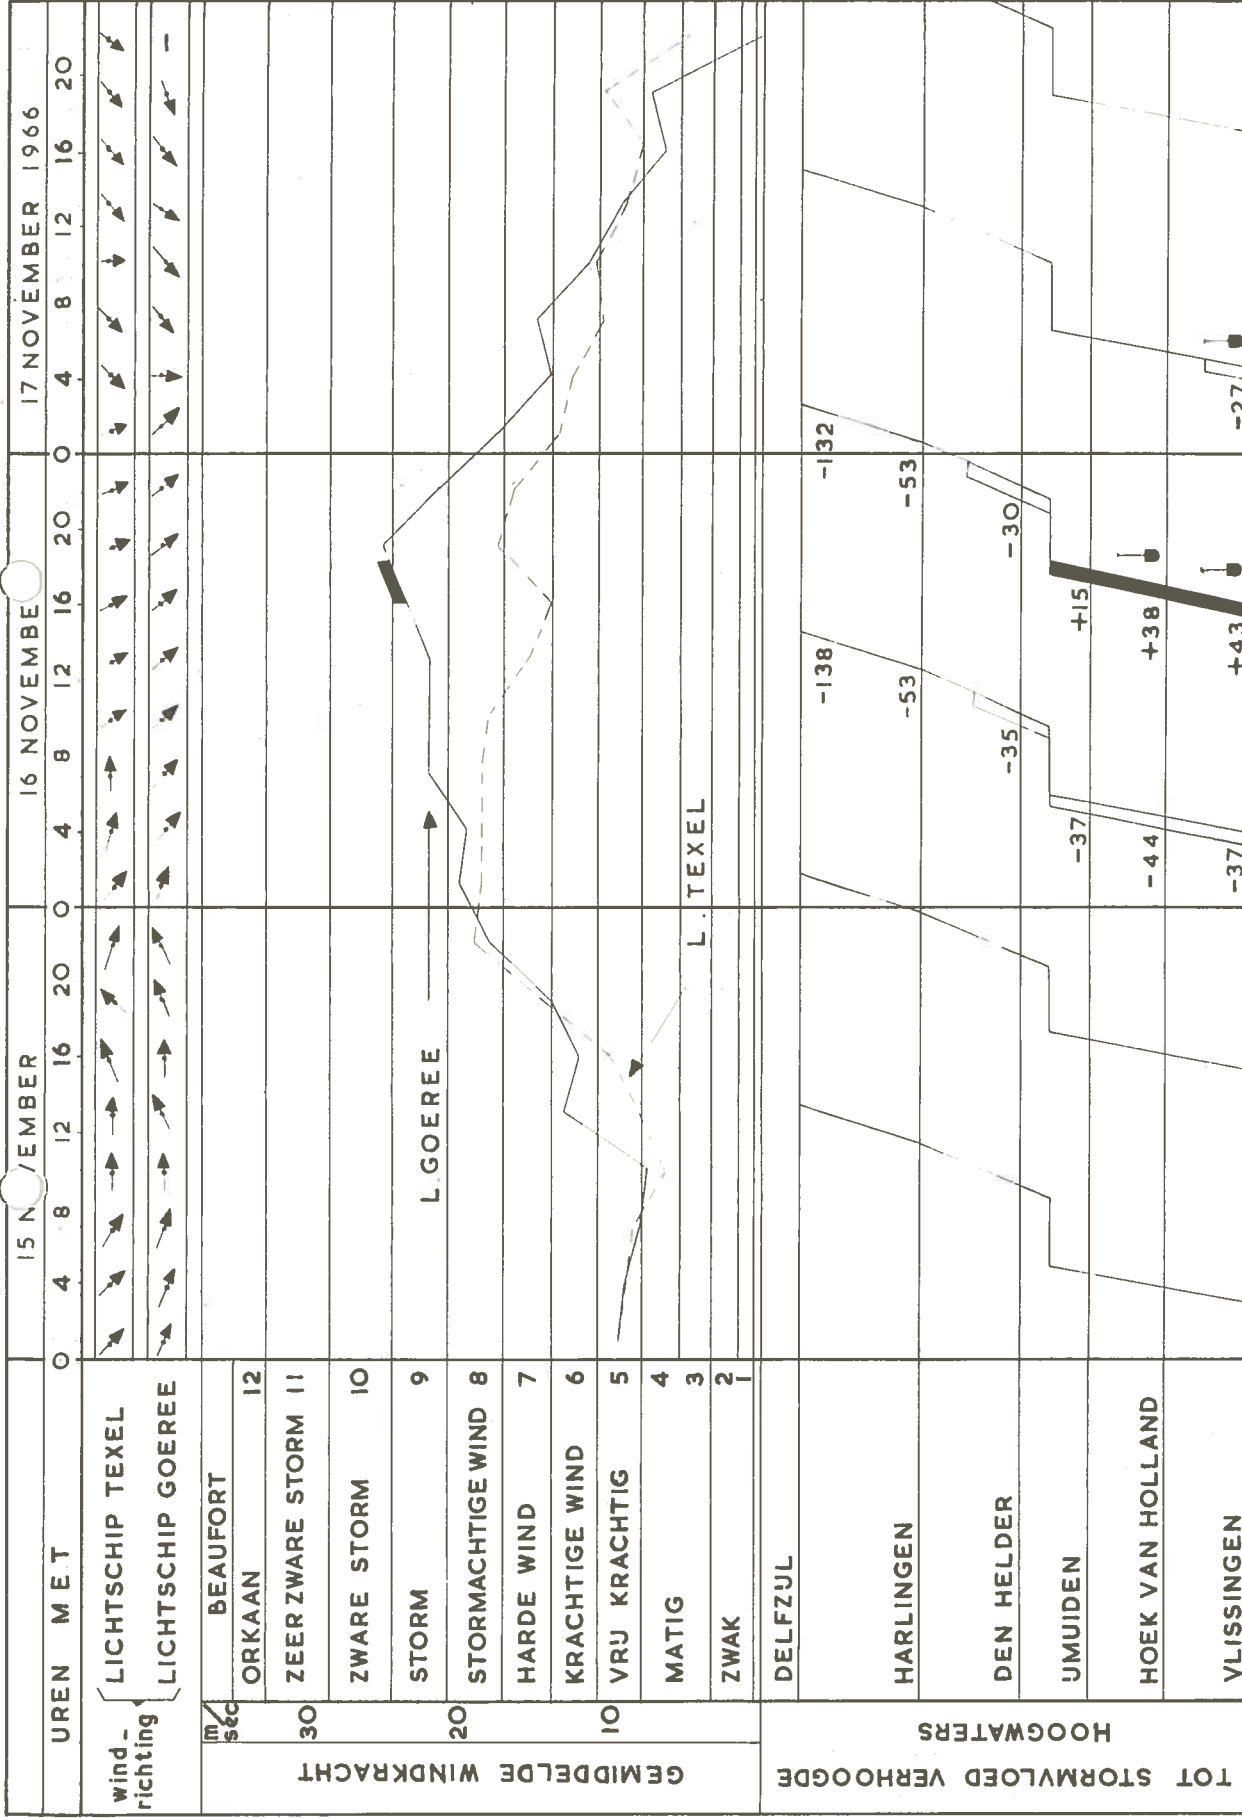 15 N VEMBER
16 NOVEMBE
17 NOVEMBER 1966
UREN M E T
0 4 8 12 16 20 0 4 8 12 16 20 0 4 8 12 16 20
wind-
richting
LICHTSCHIP TEXEL
LICHTSCHIP GOEREE
m/sec
BEAUFORT
ORKAAN 12
30
ZEER ZWARE STORM 11
ZWARE STORM 10
STORM 9
20
STORMACHTIGE WIND 8
HARDE WIND 7
KRACHTIGE WIND 6
10
VRIJ KRACHTIG 5
MATIG 4
3
ZWAK 2
1
GEMIDDELDE WINDKRACHT
L.GOEREE
L. TEXEL
TOT STORMVLOED VERHOOGDE
HOOGWATERS
DELFZIJL
-138
-132
HARLINGEN
-53
-53
DEN HELDER
-35
-30
IJMUIDEN
-37
+15
HOEK VAN HOLLAND
-44
+38
VLISSINGEN
-37
+43
-27